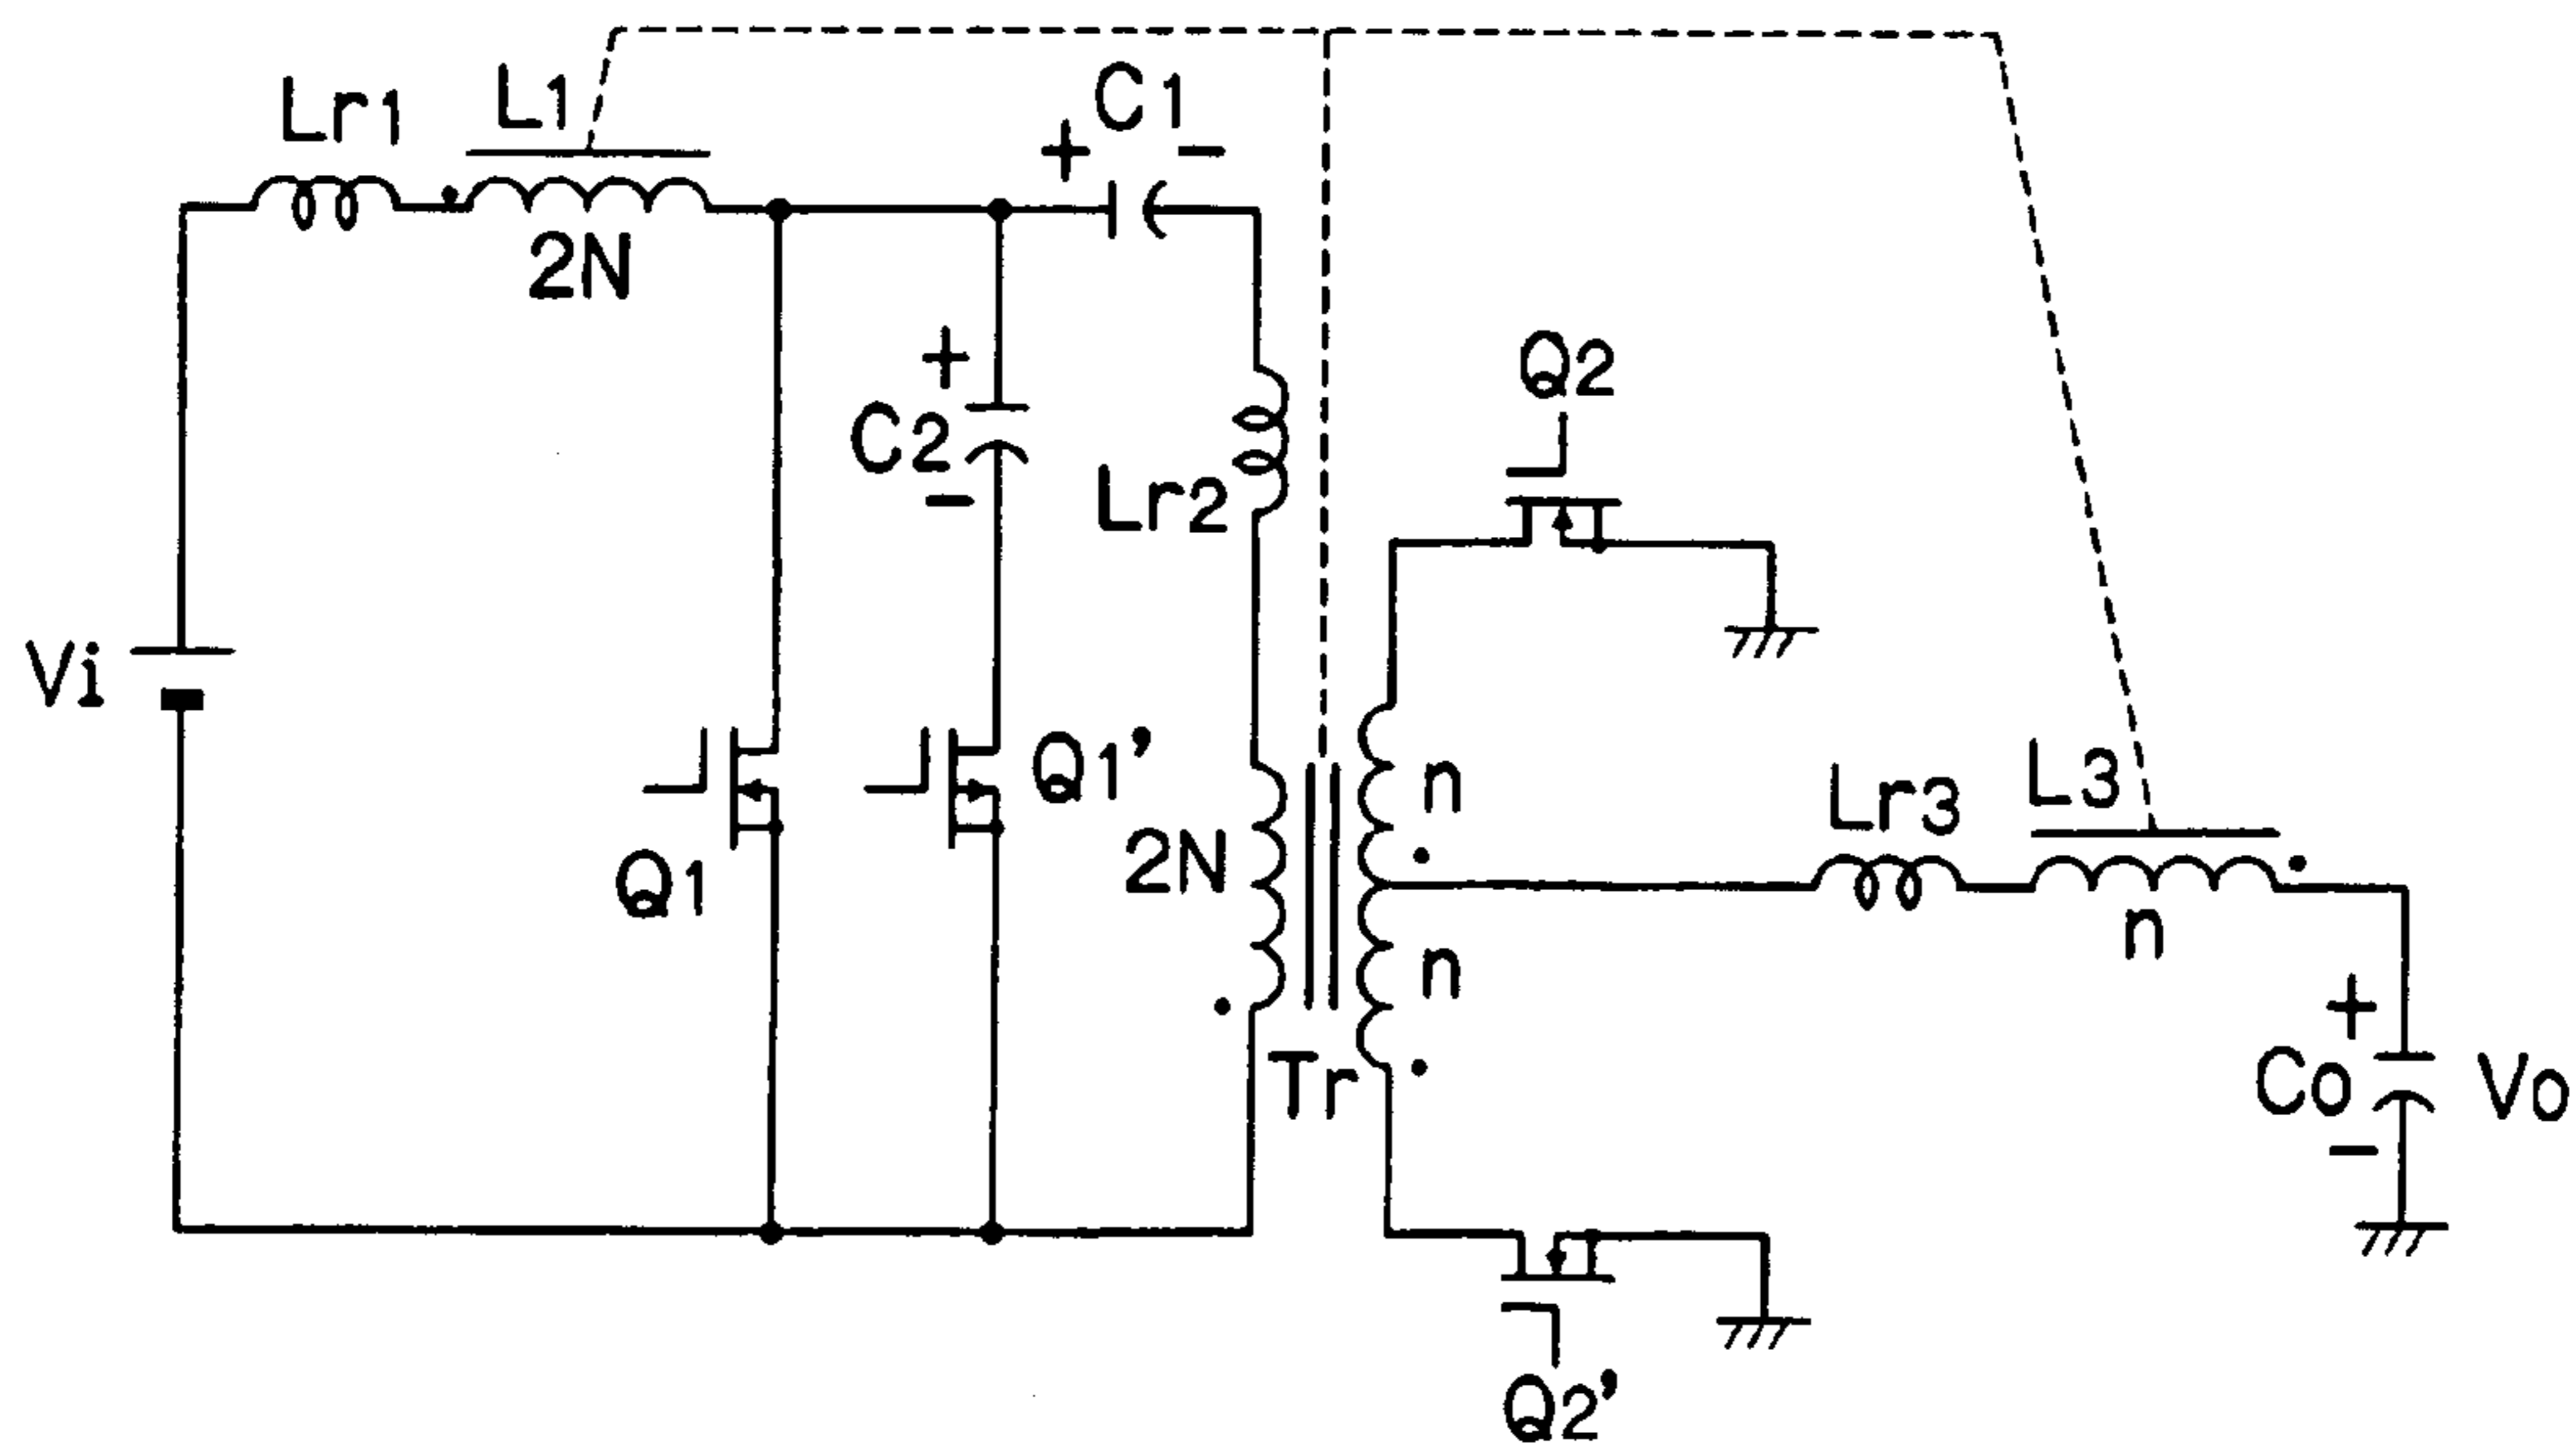 Lr1
L1
C1
+
-
2N
+
C2
-
Lr2
Q2
Vi
Q1
Q1’
2N
n
n
Tr
Lr3
L3
n
+
Co
-
Vo
Q2’